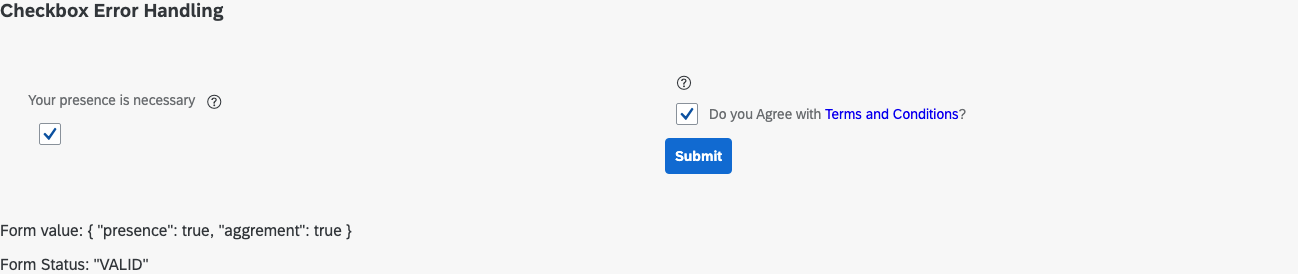 Checkbox Error Handling
Your presence is necessary
Do you Agree with Terms and Conditions?
Submit
Form value: { "presence": true, "aggrement": true }
Form Status: "VALID"